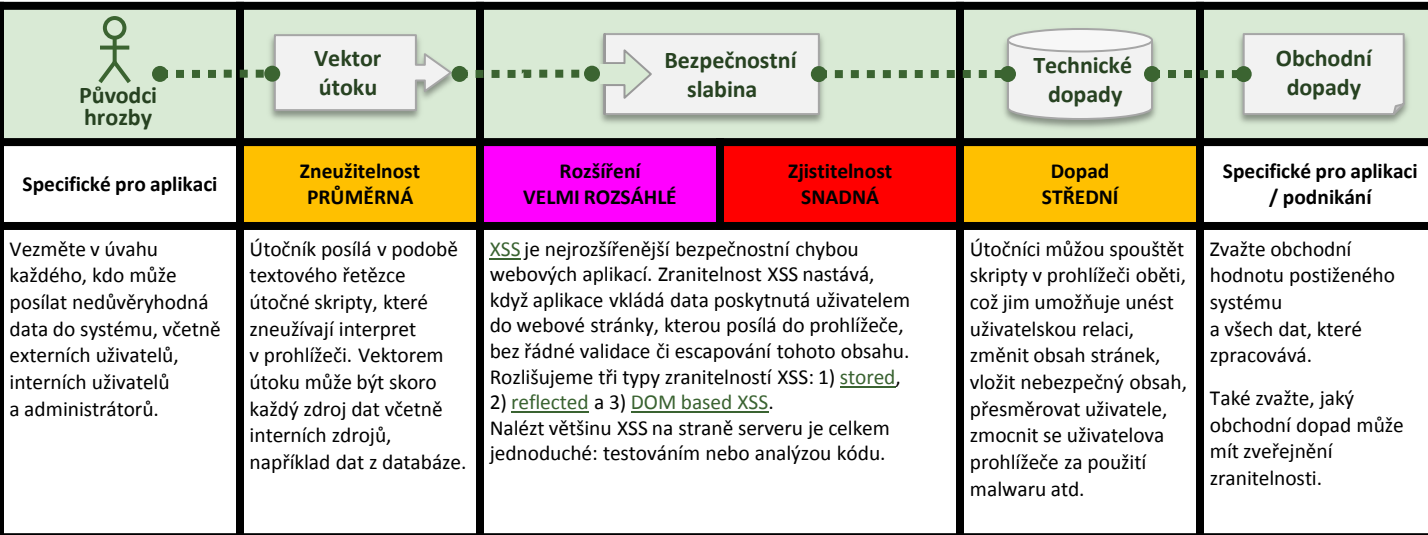 Původci
hrozby
Vektor
útoku
Bezpečnostní
slabina
Technické
dopady
Obchodní
dopady
Specifické pro aplikaci
Zneužitelnost
PRŮMĚRNÁ
Rozšíření
VELMI ROZSÁHLÉ
Zjistitelnost
SNADNÁ
Dopad
STŘEDNÍ
Specifické pro aplikaci
/ podnikání
Vezměte v úvahu
každého, kdo může
posílat nedůvěryhodná
data do systému, včetně
externích uživatelů,
interních uživatelů
a administrátorů.
Útočník posílá v podobě
textového řetězce
útočné skripty, které
zneužívají interpret
v prohlížeči. Vektorem
útoku může být skoro
každý zdroj dat včetně
interních zdrojů,
například dat z databáze.
XSS je nejrozšířenější bezpečnostní chybou
webových aplikací. Zranitelnost XSS nastává,
když aplikace vkládá data poskytnutá uživatelem
do webové stránky, kterou posílá do prohlížeče,
bez řádné validace či escapování tohoto obsahu.
Rozlišujeme tři typy zranitelností XSS: 1) stored,
2) reflected a 3) DOM based XSS.
Nalézt většinu XSS na straně serveru je celkem
jednoduché: testováním nebo analýzou kódu.
Útočníci můžou spouštět
skripty v prohlížeči oběti,
což jim umožňuje unést
uživatelskou relaci,
změnit obsah stránek,
vložit nebezpečný obsah,
přesměrovat uživatele,
zmocnit se uživatelova
prohlížeče za použití
malwaru atd.
Zvažte obchodní
hodnotu postiženého
systému
a všech dat, které
zpracovává.
Také zvažte, jaký
obchodní dopad může
mít zveřejnění
zranitelnosti.